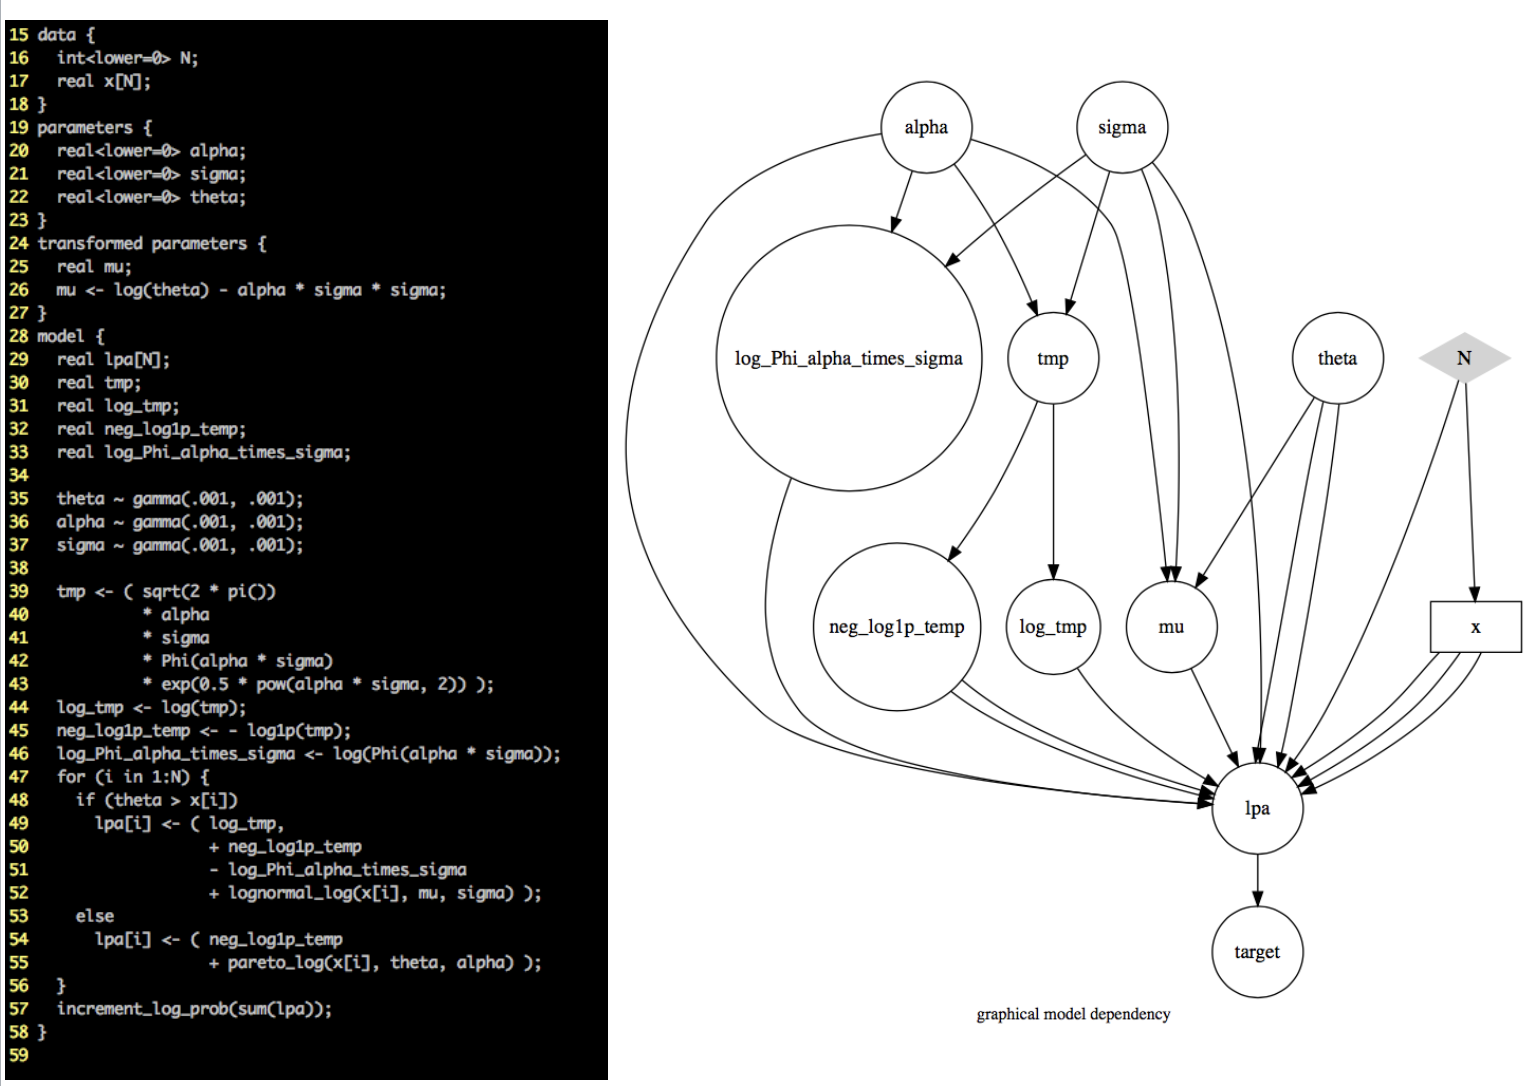 15 data {
16   int<lower=0> N;
17   real x[N];
18 }
19 parameters {
20   real<lower=0> alpha;
21   real<lower=0> sigma;
22   real<lower=0> theta;
23 }
24 transformed parameters {
25   real mu;
26   mu <- log(theta) - alpha * sigma * sigma;
27 }
28 model {
29   real lpa[N];
30   real tmp;
31   real log_tmp;
32   real neg_log1p_temp;
33   real log_Phi_alpha_times_sigma;
34
35   theta ~ gamma(.001, .001);
36   alpha ~ gamma(.001, .001);
37   sigma ~ gamma(.001, .001);
38
39   tmp <- ( sqrt(2 * pi())
40            * alpha
41            * sigma
42            * Phi(alpha * sigma)
43            * exp(0.5 * pow(alpha * sigma, 2)) );
44   log_tmp <- log(tmp);
45   neg_log1p_temp <- - log1p(tmp);
46   log_Phi_alpha_times_sigma <- log(Phi(alpha * sigma));
47   for (i in 1:N) {
48     if (theta > x[i])
49       lpa[i] <- ( log_tmp,
50                   + neg_log1p_temp
51                   - log_Phi_alpha_times_sigma
52                   + lognormal_log(x[i], mu, sigma) );
53     else
54       lpa[i] <- ( neg_log1p_temp
55                   + pareto_log(x[i], theta, alpha) );
56   }
57   increment_log_prob(sum(lpa));
58 }
59
alpha
sigma
log_Phi_alpha_times_sigma
tmp
theta
N
neg_log1p_temp
log_tmp
mu
x
lpa
target
graphical model dependency